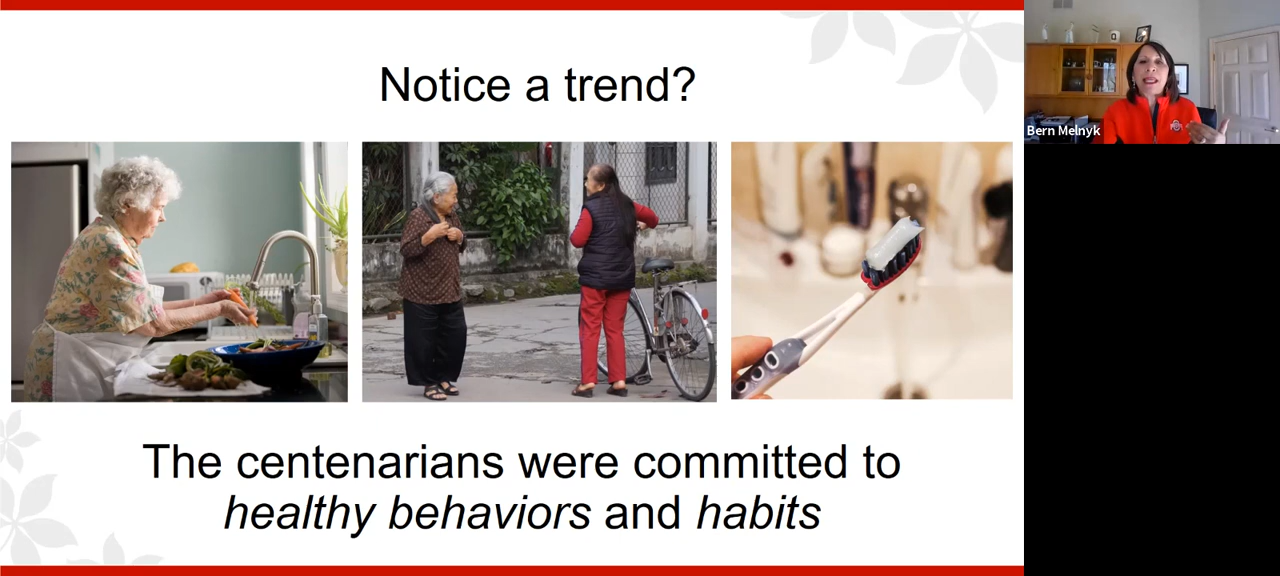 Notice a trend?
Bern Melnyk
The centenarians were committed to
healthy behaviors and habits